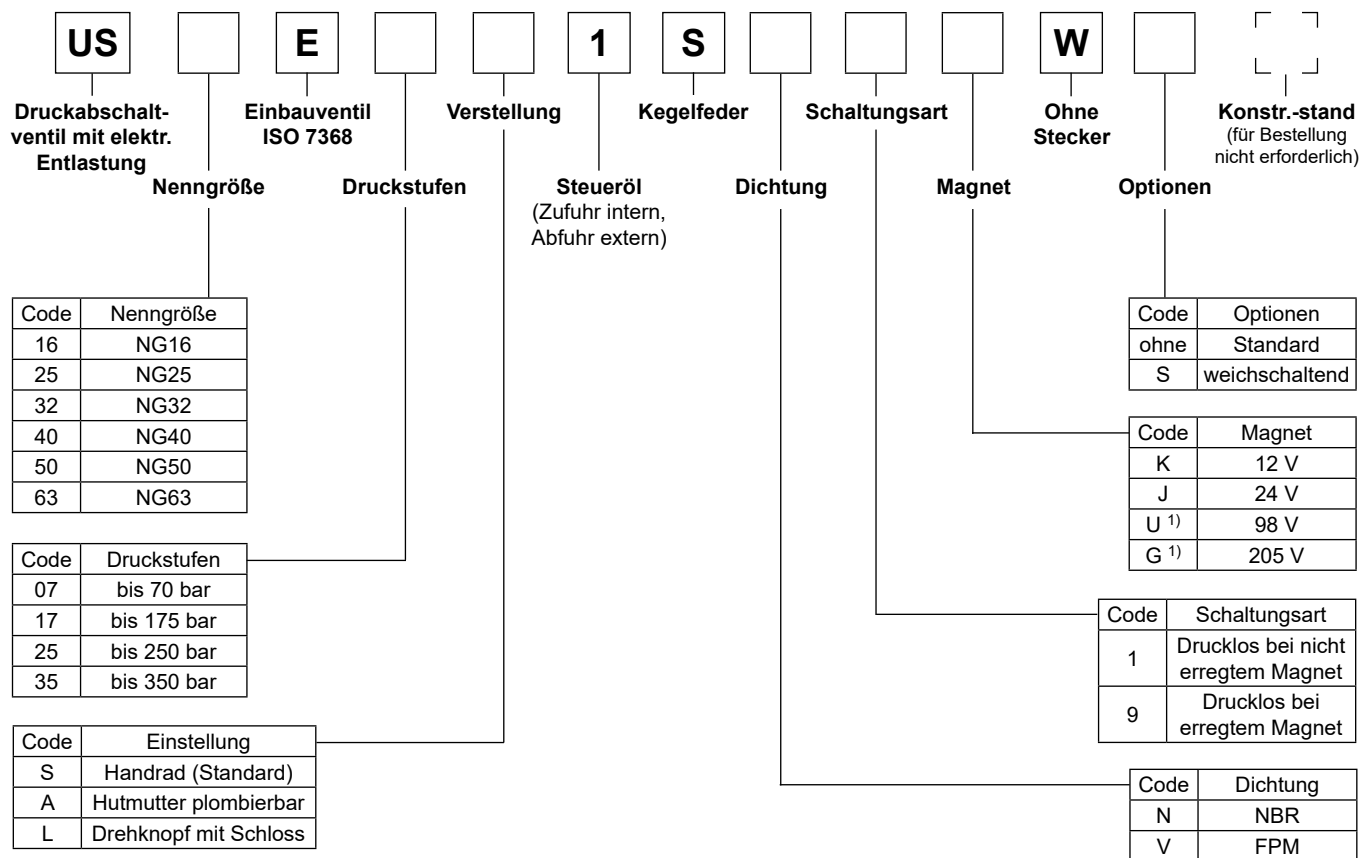 US E 1 S W
Druckabschalt-
ventil mit elektr.
Entlastung
Einbauventil
ISO 7368
Verstellung
Kegelfeder
Schaltungsart
Ohne
Stecker
Konstr.-stand
(für Bestellung
nicht erforderlich)
Nenngröße
Druckstufen
Steueröl
(Zufuhr intern,
Abfuhr extern)
Dichtung
Magnet
Optionen
Code Nenngröße
16 NG16
25 NG25
32 NG32
40 NG40
50 NG50
63 NG63
Code Druckstufen
07 bis 70 bar
17 bis 175 bar
25 bis 250 bar
35 bis 350 bar
Code Einstellung
S Handrad (Standard)
A Hutmutter plombierbar
L Drehknopf mit Schloss
Code Optionen
ohne Standard
S weichschaltend
Code Magnet
K 12 V
J 24 V
U 1) 98 V
G 1) 205 V
Code Schaltungsart
1 Drucklos bei nicht
erregtem Magnet
9 Drucklos bei
erregtem Magnet
Code Dichtung
N NBR
V FPM